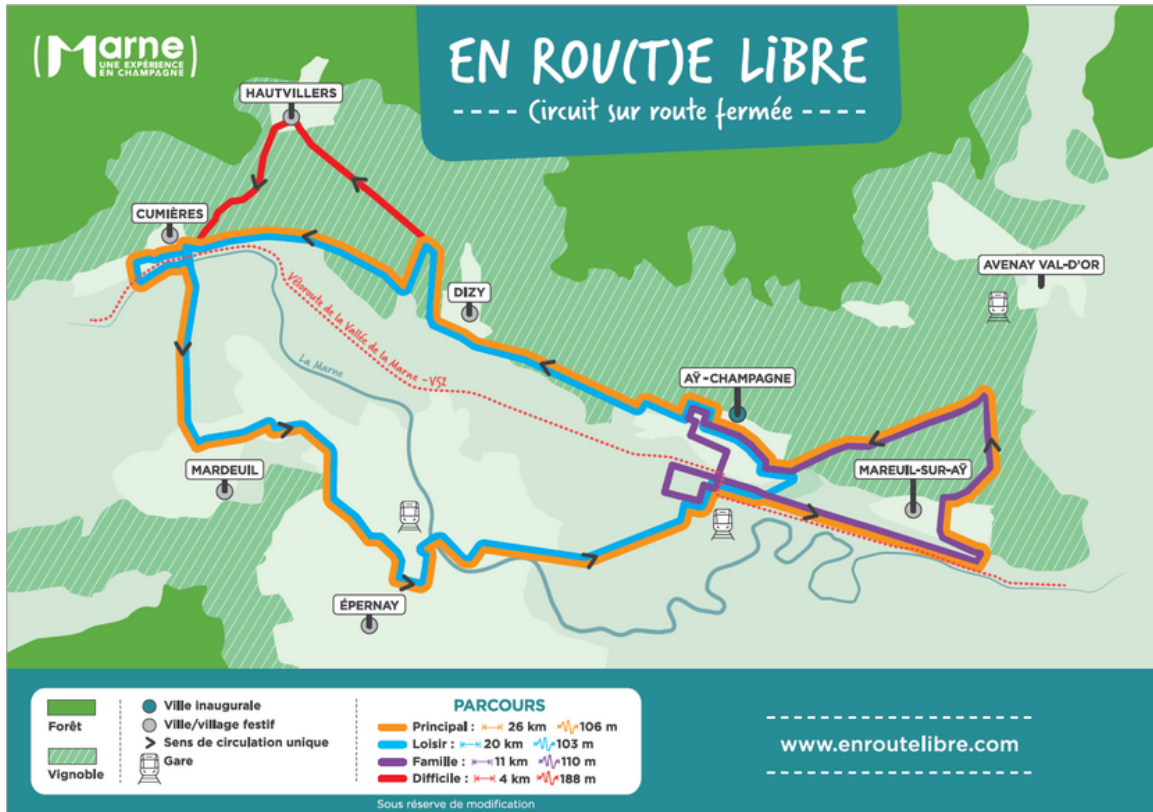 (Marne)
UNE EXPÉRIENCE
EN CHAMPAGNE
EN ROU(T)E LiBRE
---- Circuit sur route fermée ----
HAUTVILLERS
CUMIÈRES
AVENAY VAL-D'OR
DIZY
Véloroute de la Vallée de la Marne - V52
La Marne
AŸ-CHAMPAGNE
MARDEUIL
MAREUIL-SUR-AŸ
ÉPERNAY
Forêt
Vignoble
Ville inaugurale
Ville/village festif
Sens de circulation unique
Gare
PARCOURS
Principal : 26 km 106 m
Loisir : 20 km 103 m
Famille : 11 km 110 m
Difficile : 4 km 188 m
Sous réserve de modification
www.enroutelibre.com